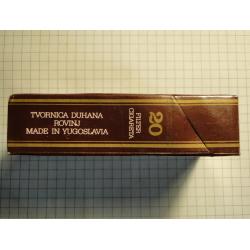 TVORNICA DUHANA
ROVINJ
MADE IN YUGOSLAVIA
20
FILTER
CIGARETA